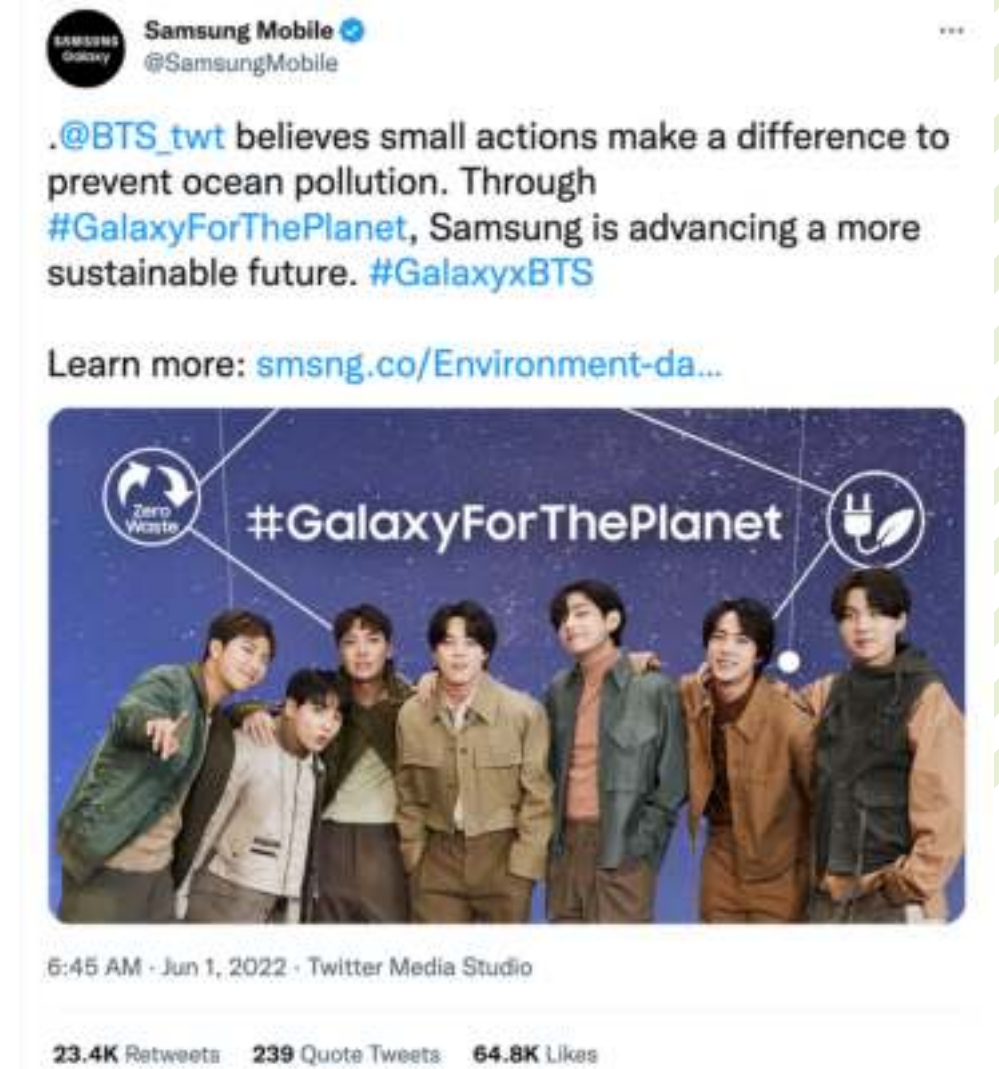 SAMSUNG
Galaxy
Samsung Mobile
@SamsungMobile
.@BTS_twt believes small actions make a difference to
prevent ocean pollution. Through
#GalaxyForThePlanet, Samsung is advancing a more
sustainable future. #GalaxyxBTS
Learn more: smsng.co/Environment-da...
Zero
Waste
#GalaxyForThePlanet
6:45 AM · Jun 1, 2022 · Twitter Media Studio
23.4K Retweets 239 Quote Tweets 64.8K Likes